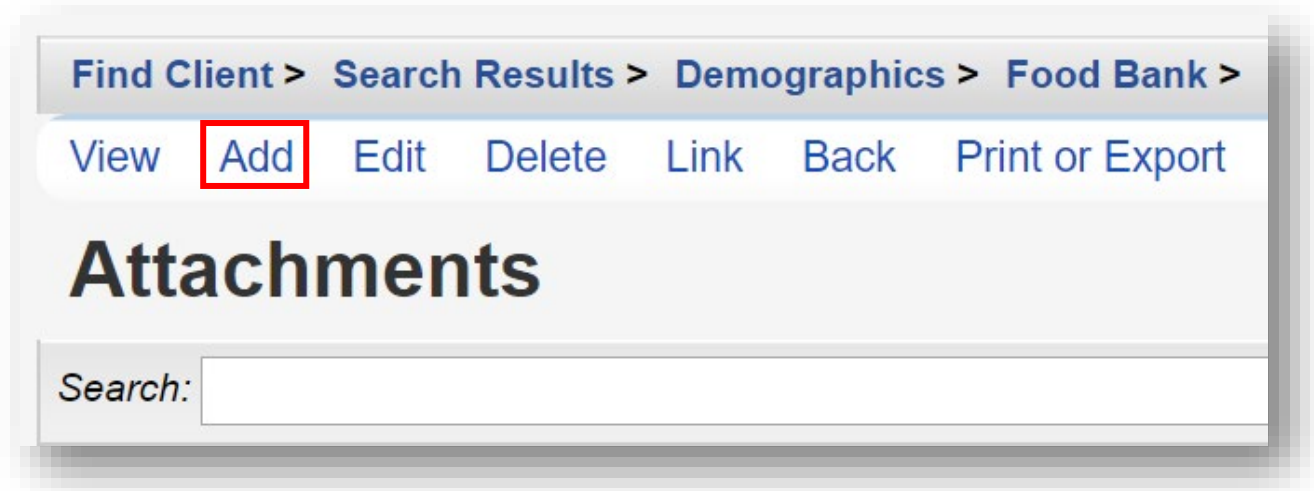 Find Client > Search Results > Demographics > Food Bank >
View Add Edit Delete Link Back Print or Export
Attachments
Search: